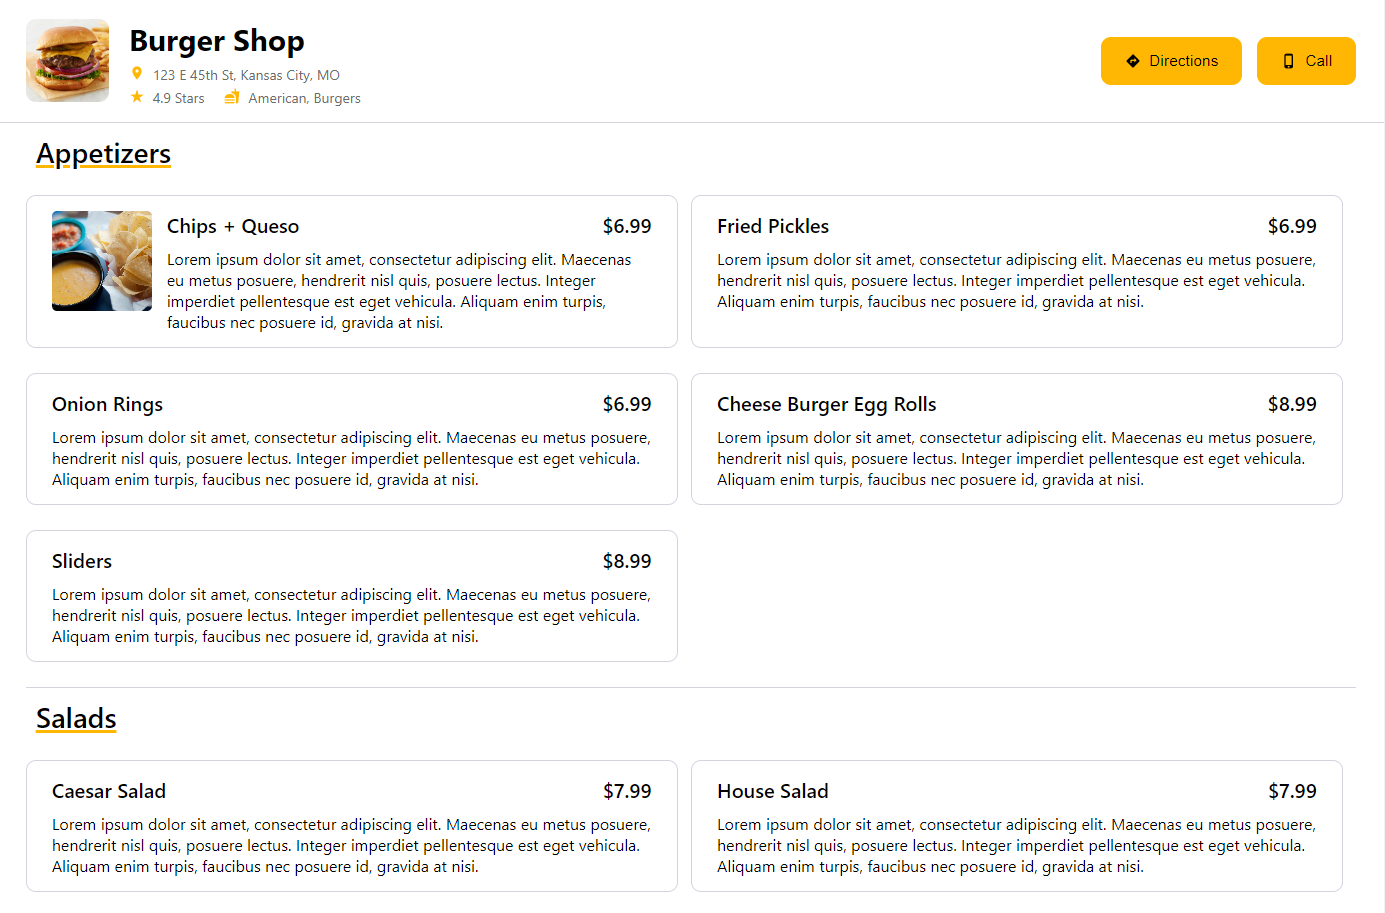 Burger Shop
123 E 45th St, Kansas City, MO
4.9 Stars American, Burgers
Directions
Call
Appetizers
Chips + Queso $6.99
Lorem ipsum dolor sit amet, consectetur adipiscing elit. Maecenas
eu metus posuere, hendrerit nisl quis, posuere lectus. Integer
imperdiet pellentesque est eget vehicula. Aliquam enim turpis,
faucibus nec posuere id, gravida at nisi.
Fried Pickles $6.99
Lorem ipsum dolor sit amet, consectetur adipiscing elit. Maecenas eu metus posuere,
hendrerit nisl quis, posuere lectus. Integer imperdiet pellentesque est eget vehicula.
Aliquam enim turpis, faucibus nec posuere id, gravida at nisi.
Onion Rings $6.99
Lorem ipsum dolor sit amet, consectetur adipiscing elit. Maecenas eu metus posuere,
hendrerit nisl quis, posuere lectus. Integer imperdiet pellentesque est eget vehicula.
Aliquam enim turpis, faucibus nec posuere id, gravida at nisi.
Cheese Burger Egg Rolls $8.99
Lorem ipsum dolor sit amet, consectetur adipiscing elit. Maecenas eu metus posuere,
hendrerit nisl quis, posuere lectus. Integer imperdiet pellentesque est eget vehicula.
Aliquam enim turpis, faucibus nec posuere id, gravida at nisi.
Sliders $8.99
Lorem ipsum dolor sit amet, consectetur adipiscing elit. Maecenas eu metus posuere,
hendrerit nisl quis, posuere lectus. Integer imperdiet pellentesque est eget vehicula.
Aliquam enim turpis, faucibus nec posuere id, gravida at nisi.
Salads
Caesar Salad $7.99
Lorem ipsum dolor sit amet, consectetur adipiscing elit. Maecenas eu metus posuere,
hendrerit nisl quis, posuere lectus. Integer imperdiet pellentesque est eget vehicula.
Aliquam enim turpis, faucibus nec posuere id, gravida at nisi.
House Salad $7.99
Lorem ipsum dolor sit amet, consectetur adipiscing elit. Maecenas eu metus posuere,
hendrerit nisl quis, posuere lectus. Integer imperdiet pellentesque est eget vehicula.
Aliquam enim turpis, faucibus nec posuere id, gravida at nisi.